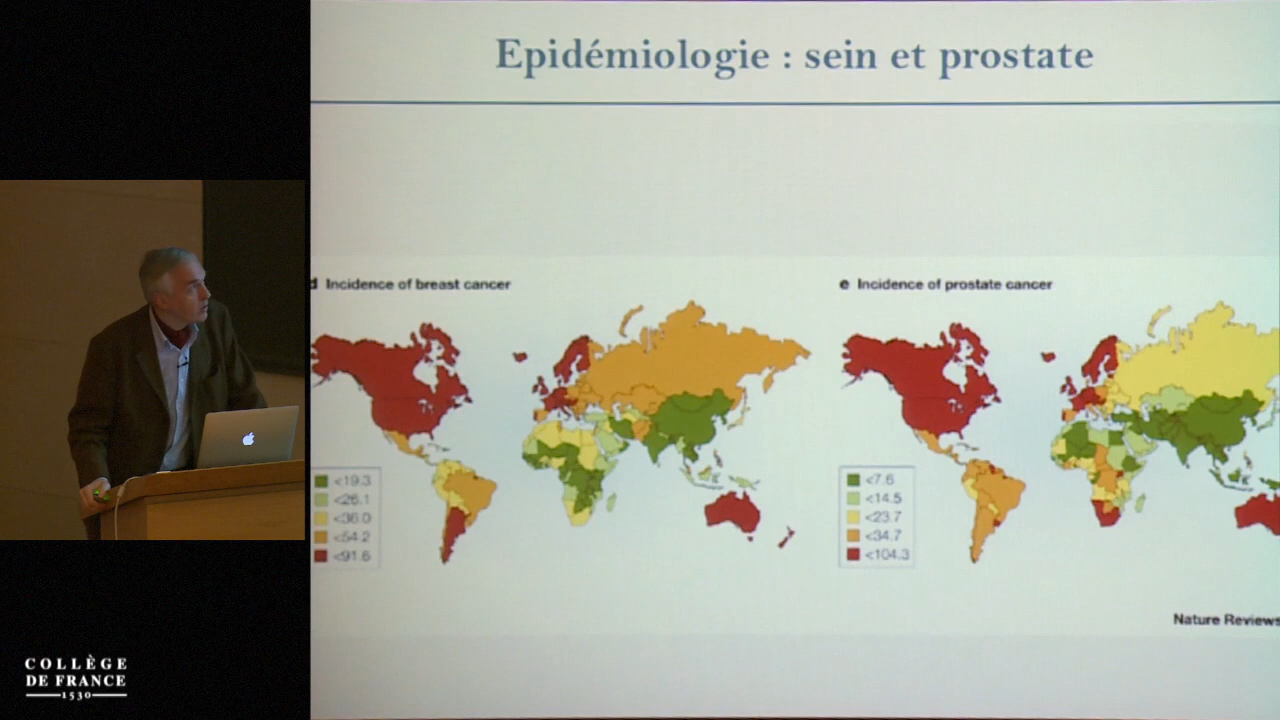 Epidémiologie : sein et prostate
d Incidence of breast cancer
<19.3
<26.1
<36.0
<54.2
<91.6
e Incidence of prostate cancer
<7.6
<14.5
<23.7
<34.7
<104.3
Nature Reviews
COLLÈGE
DE FRANCE
1530